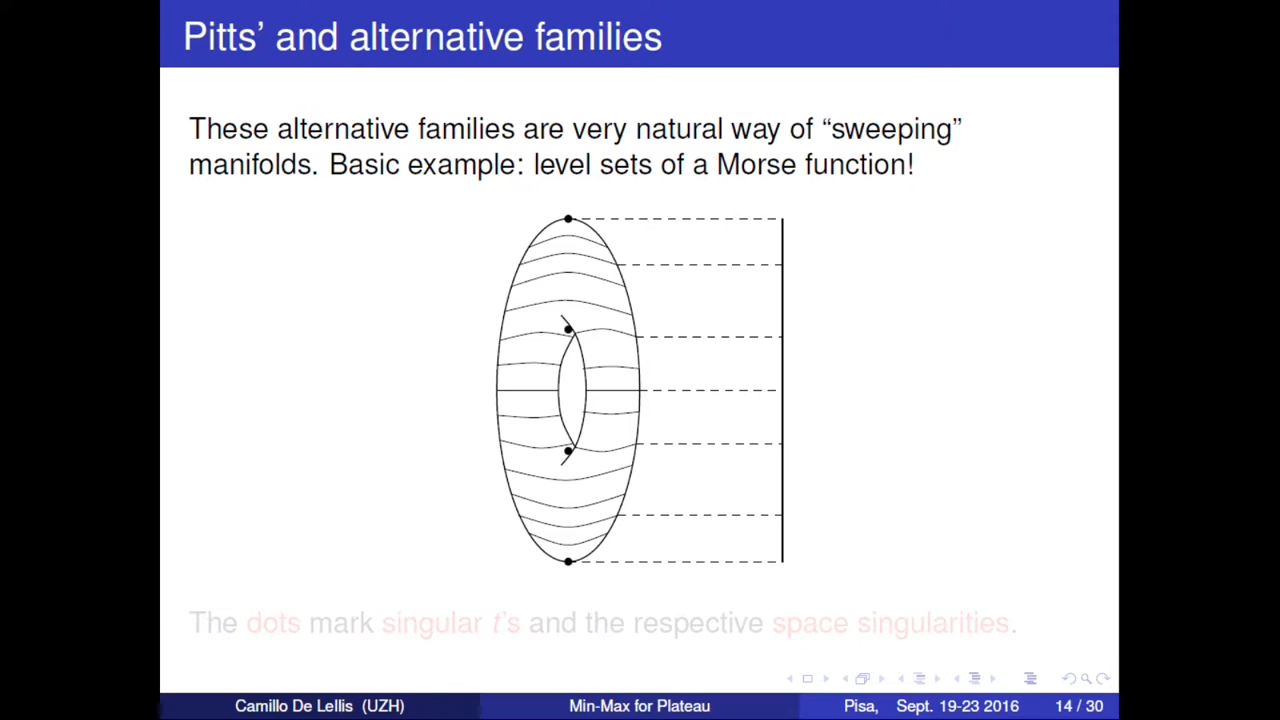 Pitts’ and alternative families
These alternative families are very natural way of “sweeping”
manifolds. Basic example: level sets of a Morse function!
The dots mark singular t’s and the respective space singularities.
Camillo De Lellis (UZH)
Min-Max for Plateau
Pisa, Sept. 19-23 2016
14 / 30